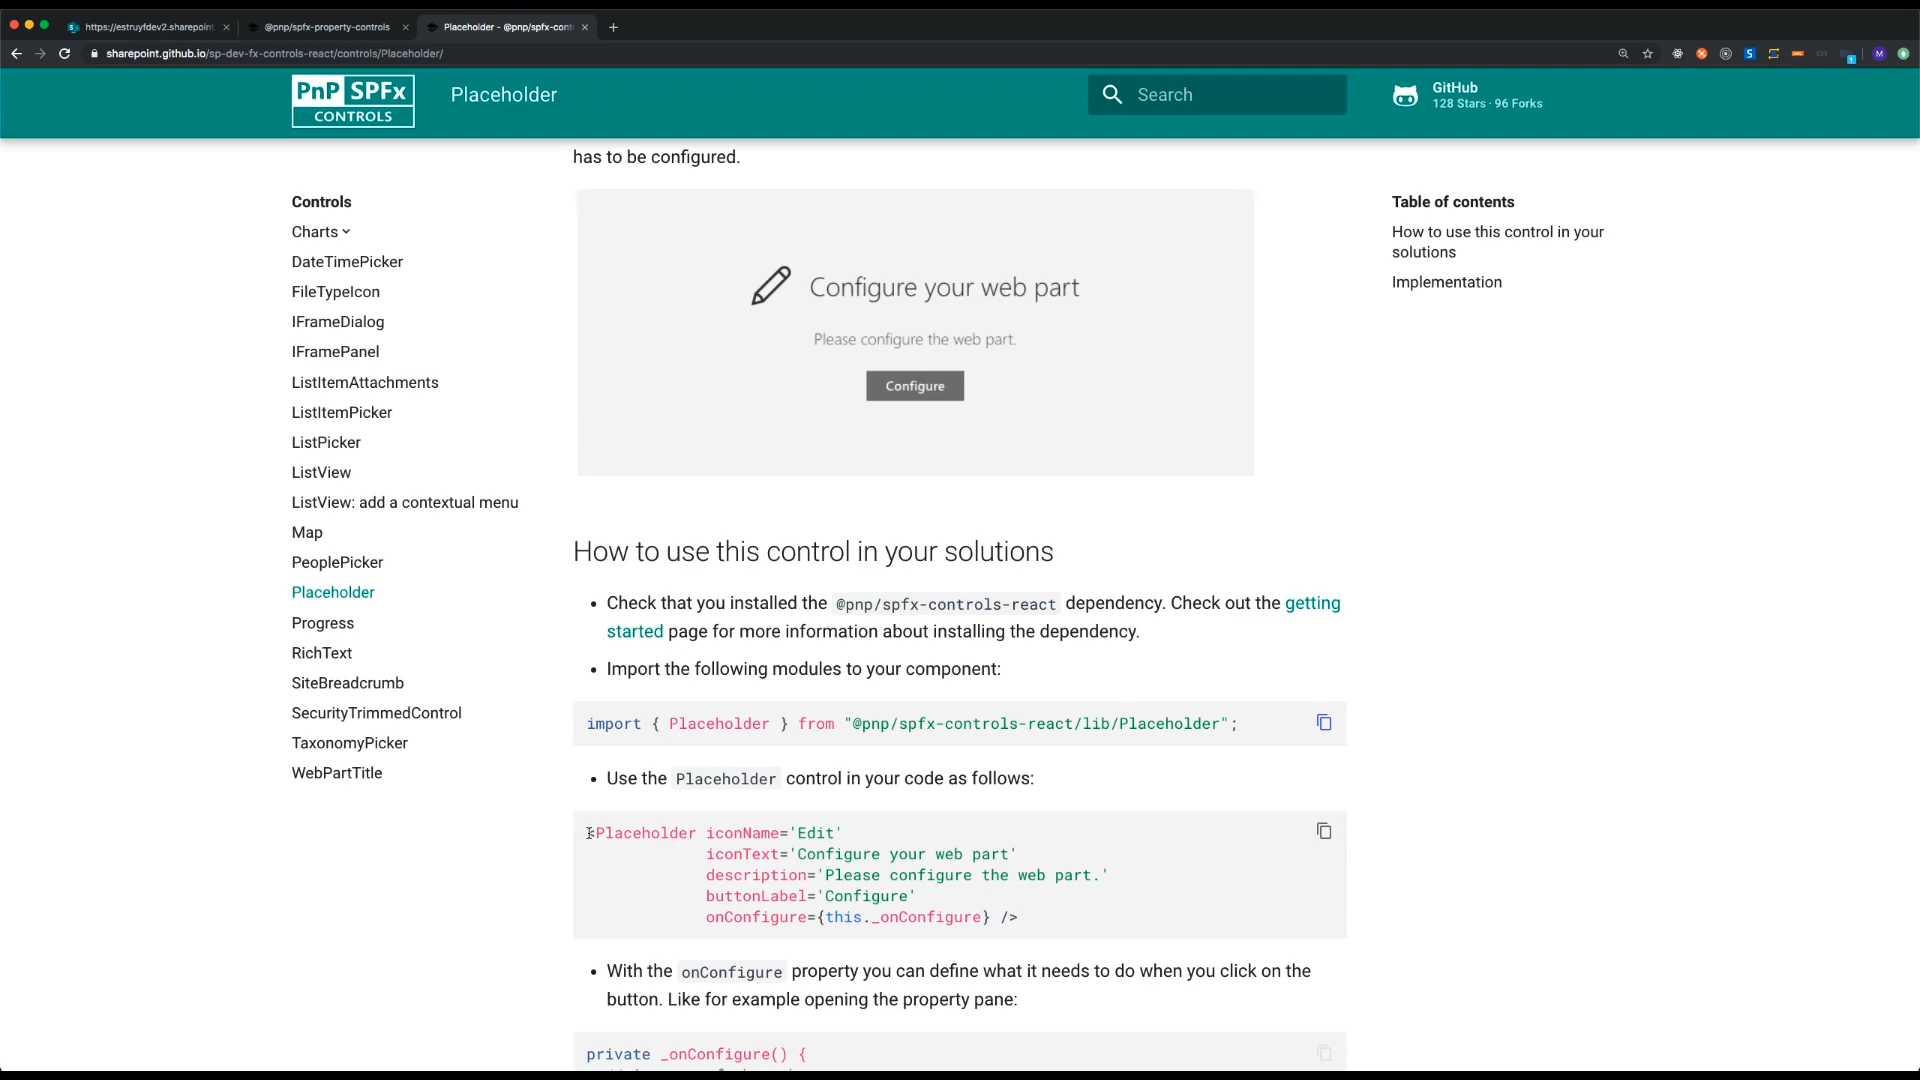 https://estruyfdev2.sharepoint
@pnp/spfx-property-controls
Placeholder - @pnp/spfx-cont
sharepoint.github.io/sp-dev-fx-controls-react/controls/Placeholder/
PnP SPFx
CONTROLS
Placeholder
Search
GitHub
128 Stars · 96 Forks
has to be configured.
Controls
Charts
DateTimePicker
FileTypeIcon
IFrameDialog
IFramePanel
ListItemAttachments
ListItemPicker
ListPicker
ListView
ListView: add a contextual menu
Map
PeoplePicker
Placeholder
Progress
RichText
SiteBreadcrumb
SecurityTrimmedControl
TaxonomyPicker
WebPartTitle
Configure your web part
Please configure the web part.
Configure
How to use this control in your solutions
• Check that you installed the @pnp/spfx-controls-react dependency. Check out the getting
started page for more information about installing the dependency.
• Import the following modules to your component:
import { Placeholder } from "@pnp/spfx-controls-react/lib/Placeholder";
• Use the Placeholder control in your code as follows:
<Placeholder iconName='Edit'
iconText='Configure your web part'
description='Please configure the web part.'
buttonLabel='Configure'
onConfigure={this._onConfigure} />
• With the onConfigure property you can define what it needs to do when you click on the
button. Like for example opening the property pane:
private _onConfigure() {
Table of contents
How to use this control in your
solutions
Implementation